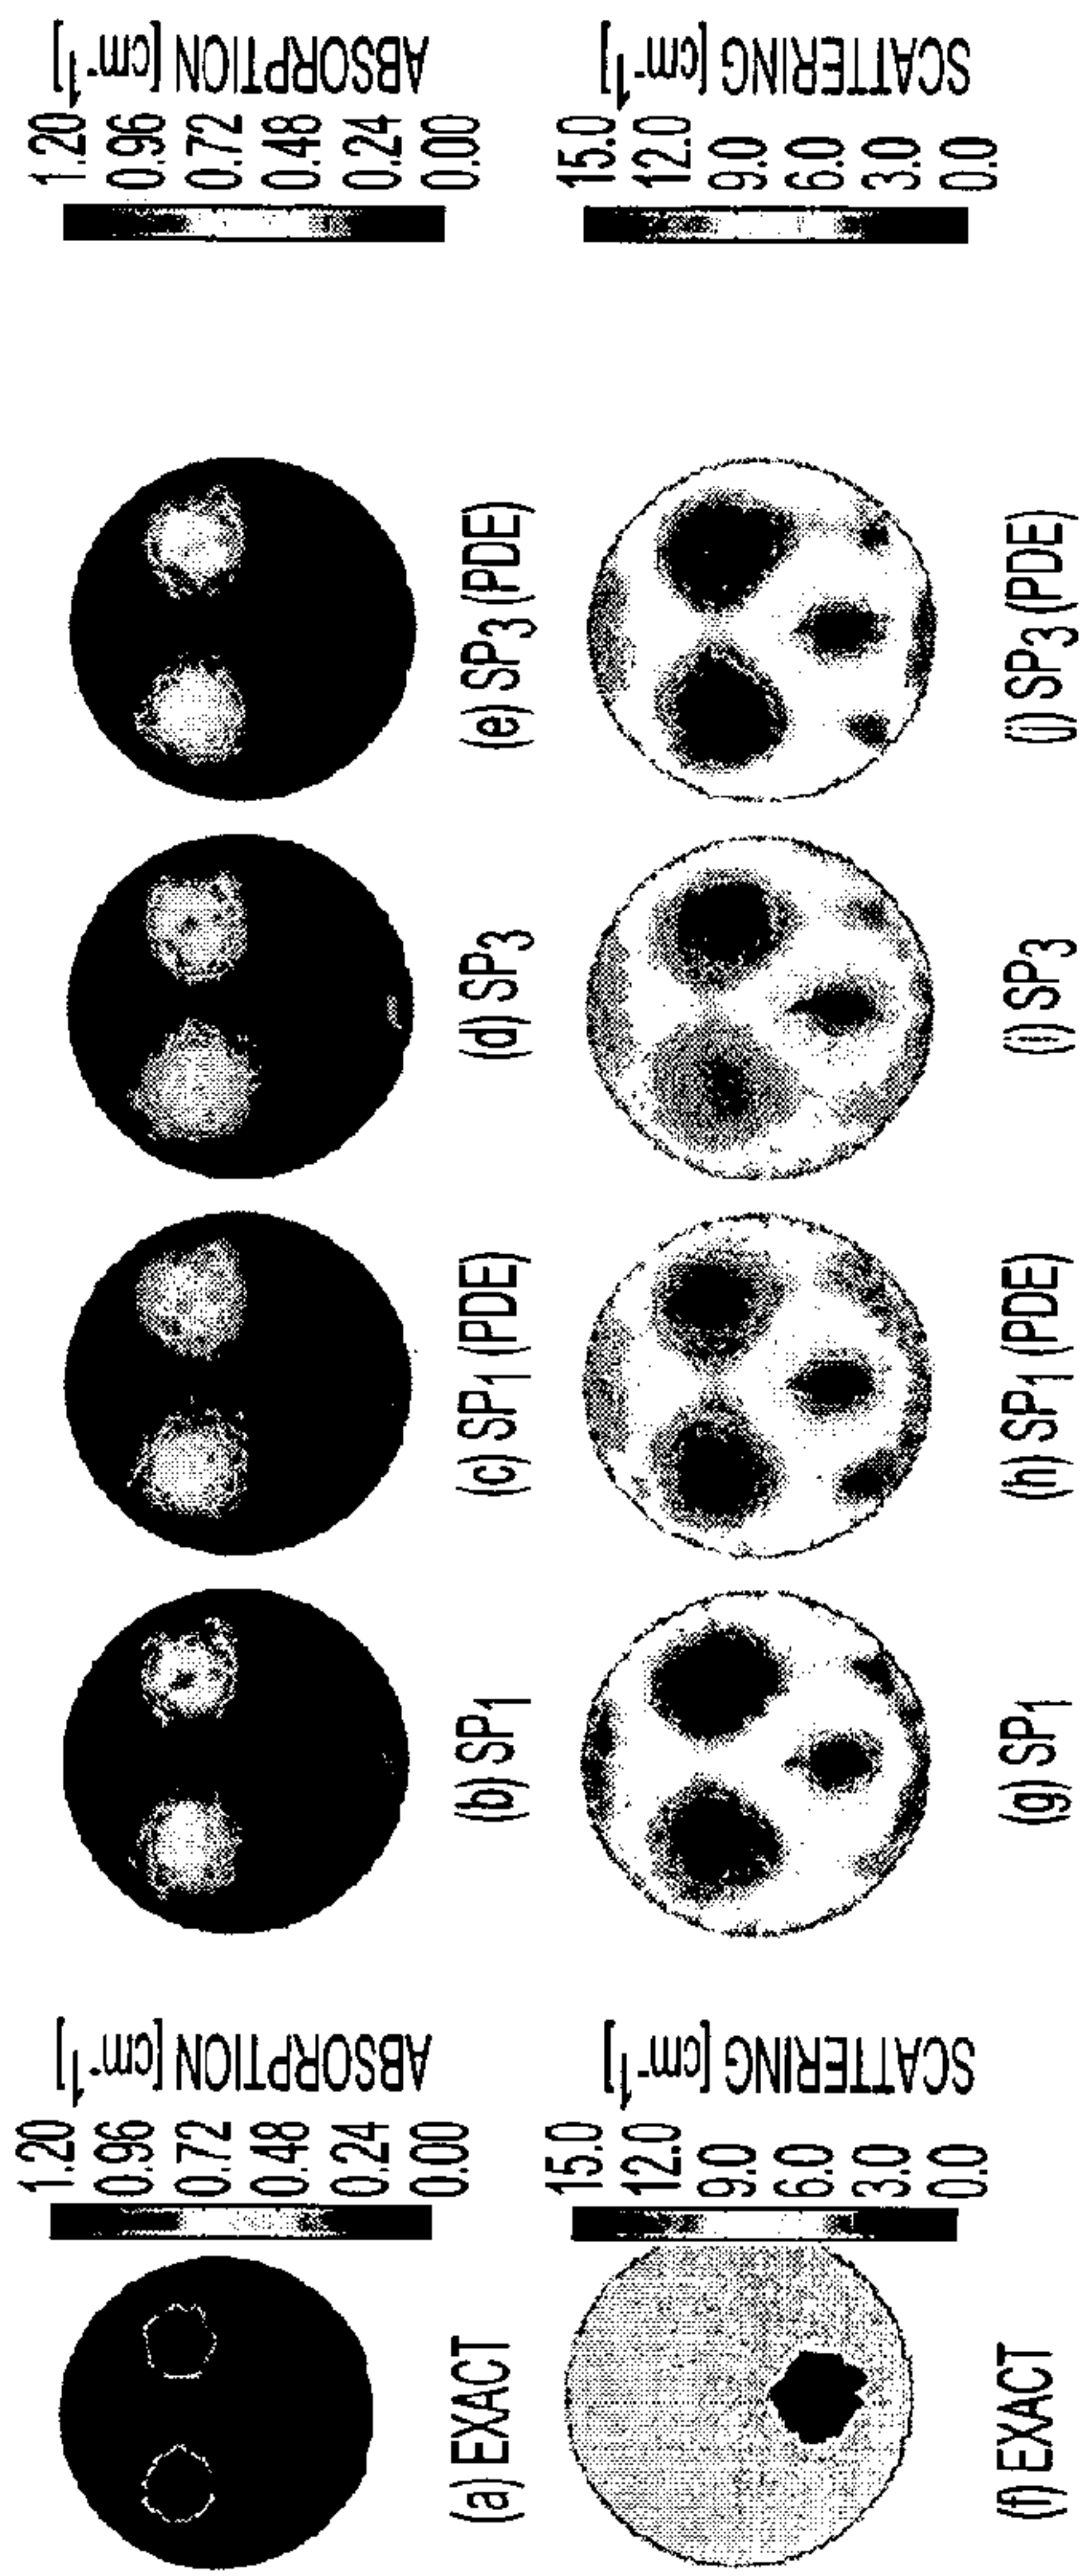 1.20
0.96
0.72
0.48
0.24
0.00
ABSORPTION [cm-1]
1.20
0.96
0.72
0.48
0.24
0.00
ABSORPTION [cm-1]
(a) EXACT
(b) SP1
(c) SP1 (PDE)
(d) SP3
(e) SP3 (PDE)
15.0
12.0
9.0
6.0
3.0
0.0
SCATTERING [cm-1]
15.0
12.0
9.0
6.0
3.0
0.0
SCATTERING [cm-1]
(f) EXACT
(g) SP1
(h) SP1 (PDE)
(i) SP3
(j) SP3 (PDE)